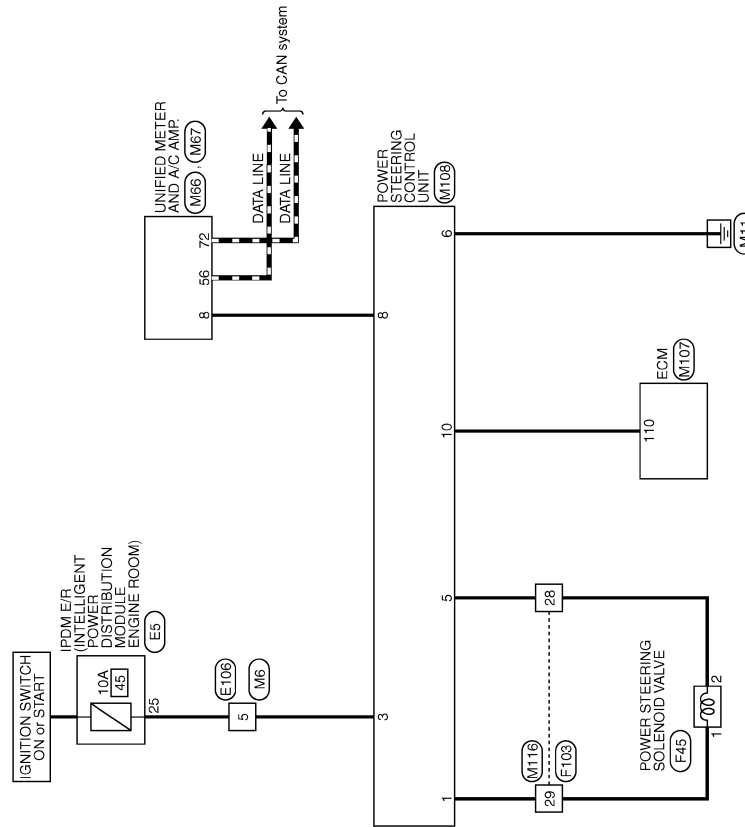 IGNITION SWITCH
ON or START
IPDM E/R
(INTELLIGENT
POWER
DISTRIBUTION
MODULE
ENGINE ROOM)
E5
10A
45
25
E106
5
M6
3
UNIFIED METER
AND A/C AMP.
M66 , M67
8
56
72
DATA LINE
DATA LINE
To CAN system
8
POWER
STEERING
CONTROL
UNIT
M108
1
5
10
6
M116
29
F103
28
POWER STEERING
SOLENOID VALVE
F45
1
2
ECM
M107
110